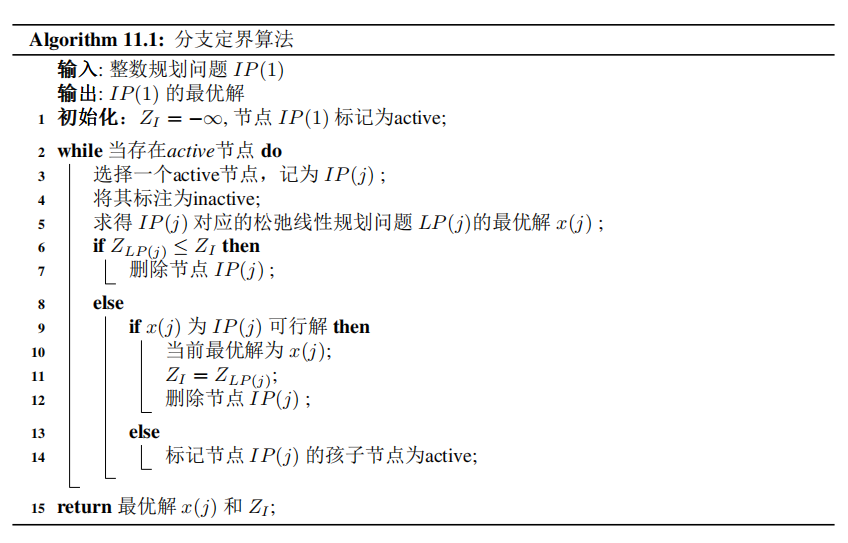 Algorithm 11.1: 分支定界算法
输入: 整数规划问题 IP(1)
输出: IP(1) 的最优解
1 初始化：Z_I = −∞, 节点 IP(1) 标记为active;
2 while 当存在active节点 do
3 选择一个active节点，记为 IP(j) ;
4 将其标注为inactive;
5 求得 IP(j) 对应的松弛线性规划问题 LP(j)的最优解 x(j) ;
6 if Z_{LP(j)} ≤ Z_I then
7 删除节点 IP(j) ;
8 else
9 if x(j) 为 IP(j) 可行解 then
10 当前最优解为 x(j);
11 Z_I = Z_{LP(j)};
12 删除节点 IP(j) ;
13 else
14 标记节点 IP(j) 的孩子节点为active;
15 return 最优解 x(j) 和 Z_I;